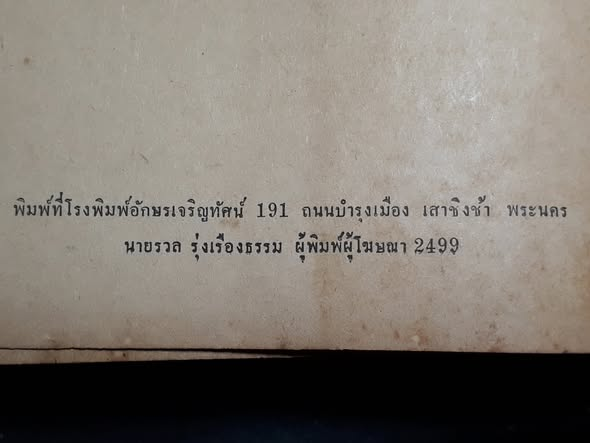 พิมพ์ที่โรงพิมพ์อักษรเจริญทัศน์ 191 ถนนบำรุงเมือง เสาชิงช้า พระนคร
นายรวล รุ่งเรืองธรรม ผู้พิมพ์ผู้โฆษณา 2499